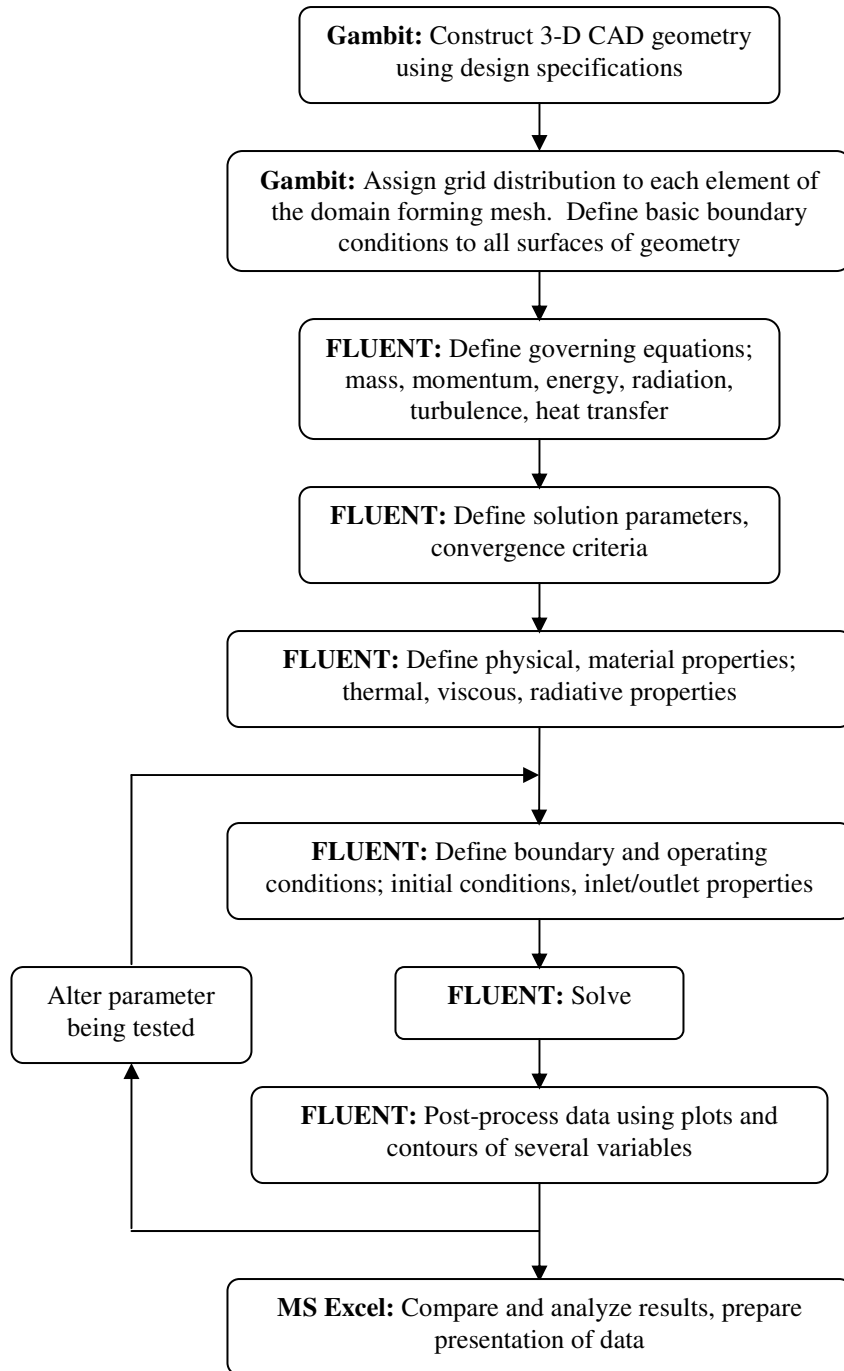 Gambit: Construct 3-D CAD geometry
using design specifications
Gambit: Assign grid distribution to each element of
the domain forming mesh.  Define basic boundary
conditions to all surfaces of geometry
FLUENT: Define governing equations;
mass, momentum, energy, radiation,
turbulence, heat transfer
FLUENT: Define solution parameters,
convergence criteria
FLUENT: Define physical, material properties;
thermal, viscous, radiative properties
FLUENT: Define boundary and operating
conditions; initial conditions, inlet/outlet properties
Alter parameter
being tested
FLUENT: Solve
FLUENT: Post-process data using plots and
contours of several variables
MS Excel: Compare and analyze results, prepare
presentation of data